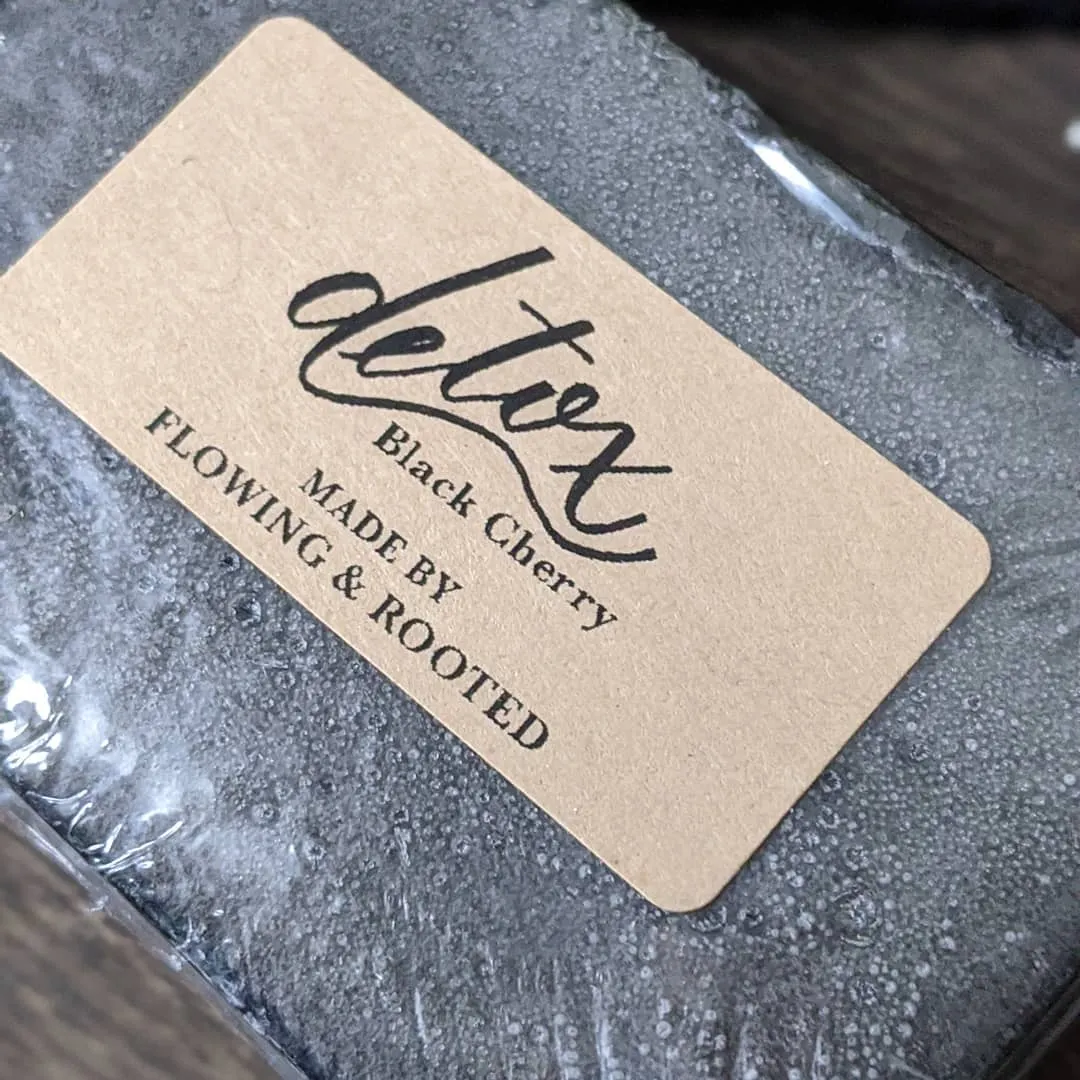 detox
Black Cherry
MADE BY
FLOWING & ROOTED